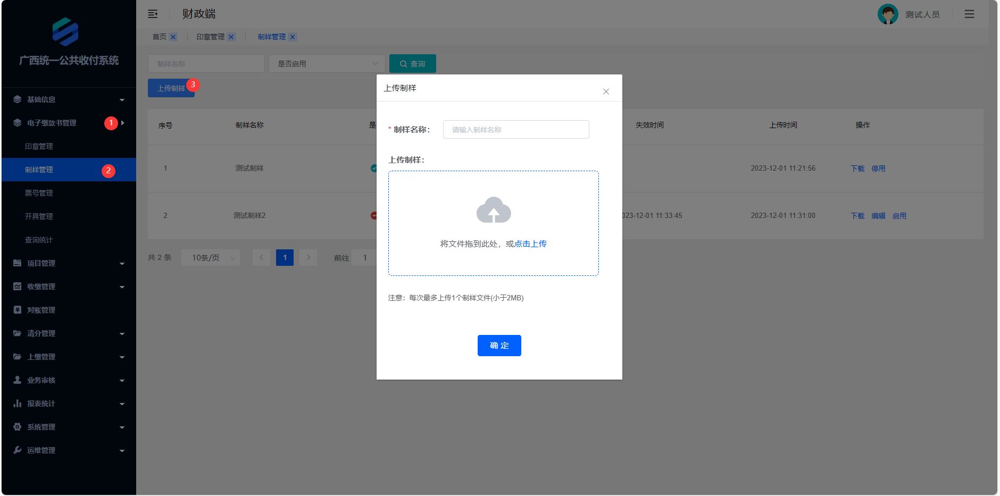 广西统一公共收付系统
基础信息
电子缴款书管理 1
印章管理
制样管理 2
票号管理
开具管理
查询统计
项目管理
收缴管理
对账管理
清分管理
上缴管理
业务审核
报表统计
系统管理
运维管理
财政端
测试人员
首页 印章管理 制样管理
制样名称 是否启用 查询
上传制样 3
序号 制样名称 是 失效时间 上传时间 操作
1 测试制样 2023-12-01 11:21:56 下载 停用
2 测试制样2 023-12-01 11:33:45 2023-12-01 11:31:00 下载 编辑 启用
共 2 条 10条/页 1 前往 1
上传制样
* 制样名称: 请输入制样名称
上传制样:
将文件拖到此处，或点击上传
注意：每次最多上传1个制样文件(小于2MB)
确 定